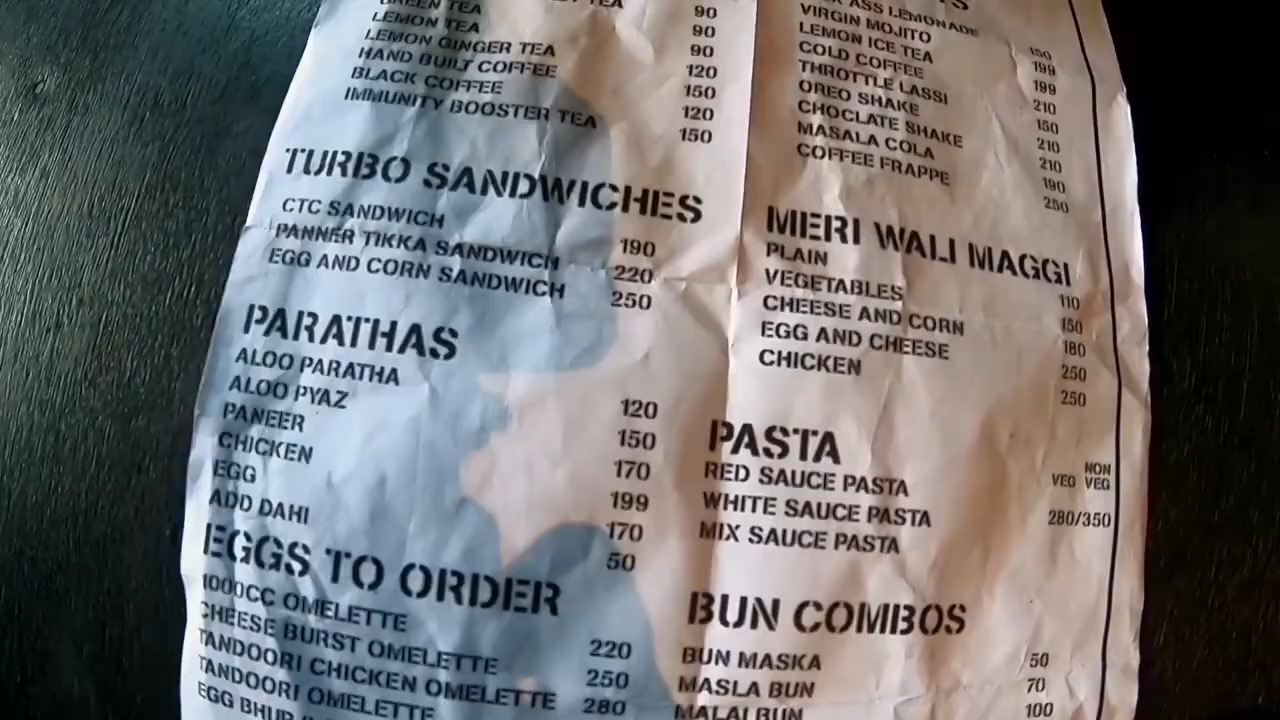 GREEN TEA 90
LEMON TEA 90
LEMON GINGER TEA 90
HAND BUILT COFFEE 120
BLACK COFFEE 150
IMMUNITY BOOSTER TEA 120
150
TURBO SANDWICHES
CTC SANDWICH 190
PANNER TIKKA SANDWICH 220
EGG AND CORN SANDWICH 250
PARATHAS
ALOO PARATHA 120
ALOO PYAZ 150
PANEER 170
CHICKEN 199
EGG 170
ADD DAHI 50
EGGS TO ORDER
1000CC OMELETTE 220
CHEESE BURST OMELETTE 250
TANDOORI CHICKEN OMELETTE 280
TANDOORI OMELETTE
EGG
ASS LEMONADE 150
VIRGIN MOJITO 199
LEMON ICE TEA 199
COLD COFFEE 210
THROTTLE LASSI 150
OREO SHAKE 210
CHOCLATE SHAKE 210
MASALA COLA 190
COFFEE FRAPPE 250
MERI WALI MAGGI
PLAIN 110
VEGETABLES 150
CHEESE AND CORN 180
EGG AND CHEESE 250
CHICKEN 250
PASTA
NON
VEG VEG
RED SAUCE PASTA 280/350
WHITE SAUCE PASTA
MIX SAUCE PASTA
BUN COMBOS
BUN MASKA 50
MASLA BUN 70
MALAI BUN 100